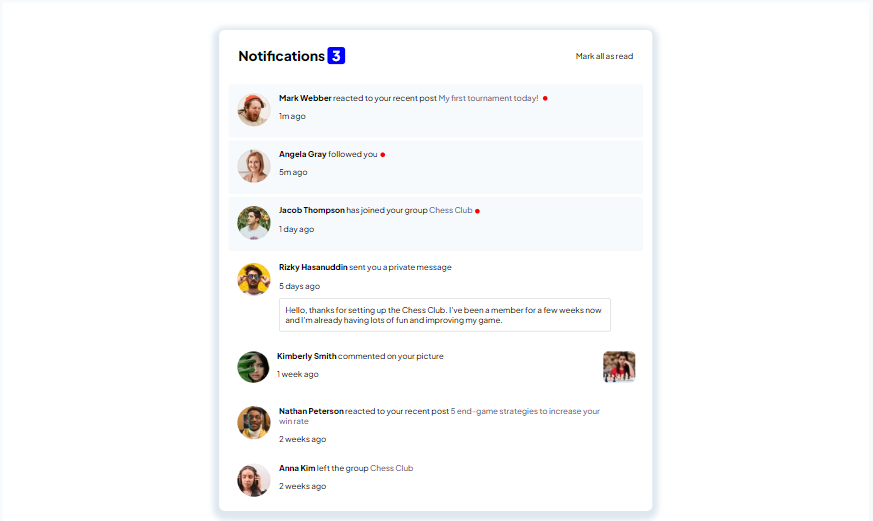 Notifications 3
Mark all as read
Mark Webber reacted to your recent post My first tournament today!
1m ago
Angela Gray followed you
5m ago
Jacob Thompson has joined your group Chess Club
1 day ago
Rizky Hasanuddin sent you a private message
5 days ago
Hello, thanks for setting up the Chess Club. I've been a member for a few weeks now
and I'm already having lots of fun and improving my game.
Kimberly Smith commented on your picture
1 week ago
Nathan Peterson reacted to your recent post 5 end-game strategies to increase your
win rate
2 weeks ago
Anna Kim left the group Chess Club
2 weeks ago